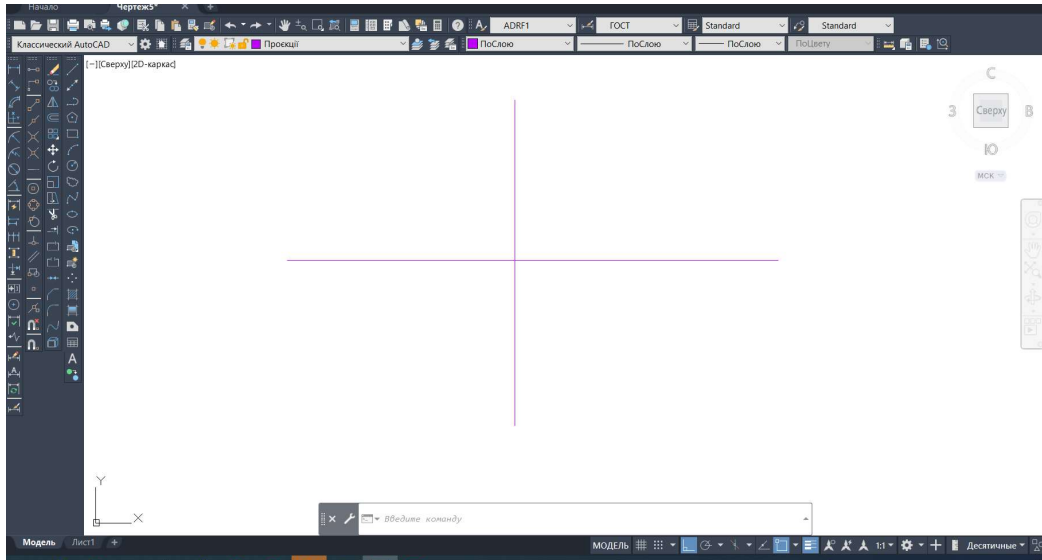 Начало Чертеж5* × +
ADRF1 ГОСТ Standard Standard
Классический AutoCAD Проєкції ПоСлою ПоСлою ПоСлою ПоЦвету
[−][Сверху][2D-каркас]
С
З Сверху В
Ю
МСК
Y
X
Введите команду
Модель Лист1 + МОДЕЛЬ 1:1 Десятичные